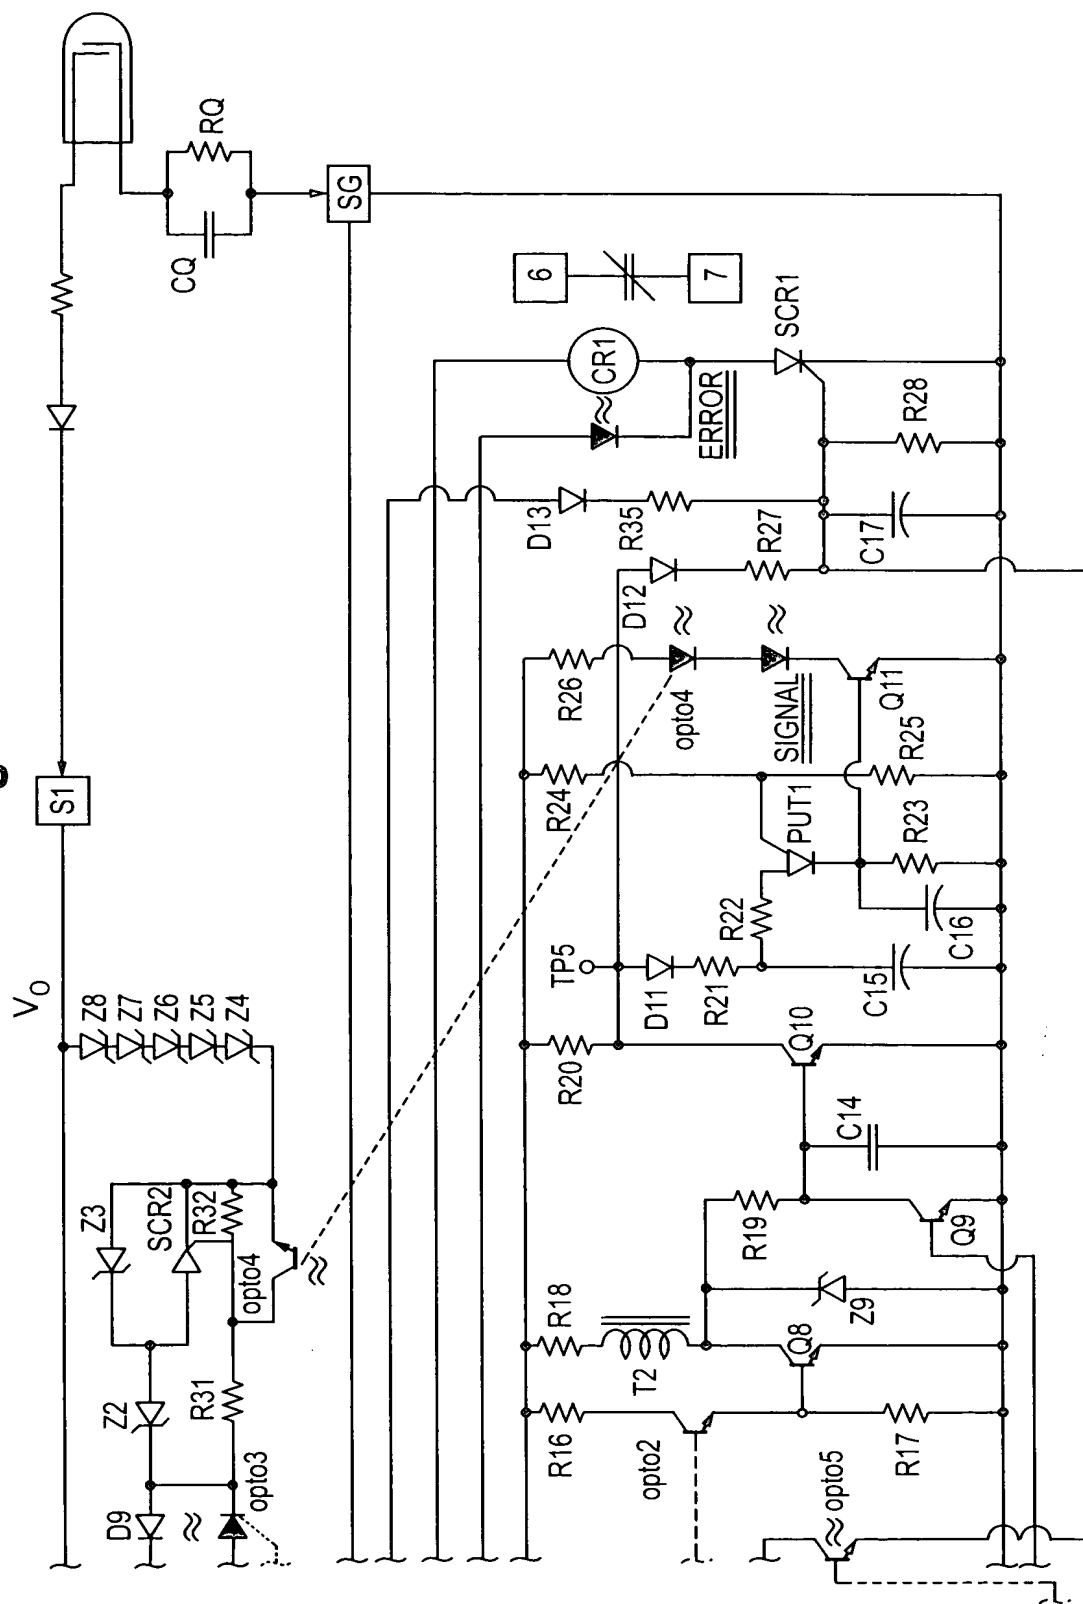 RQ
CQ
SG
6
7
SCR1
CR1
ERROR
R28
D13
R35
R27
C17
D12
R26
opto4
SIGNAL
Q11
S1
R24
R25
PUT1
R23
R22
C16
TP5
D11
R21
C15
VO
Z8
Z7
Z6
Z5
Z4
R20
Q10
C14
Z3
SCR2
R32
opto4
R19
Q9
R18
T2
Z9
Q8
Z2
R31
R16
opto2
R17
D9
opto3
opto5